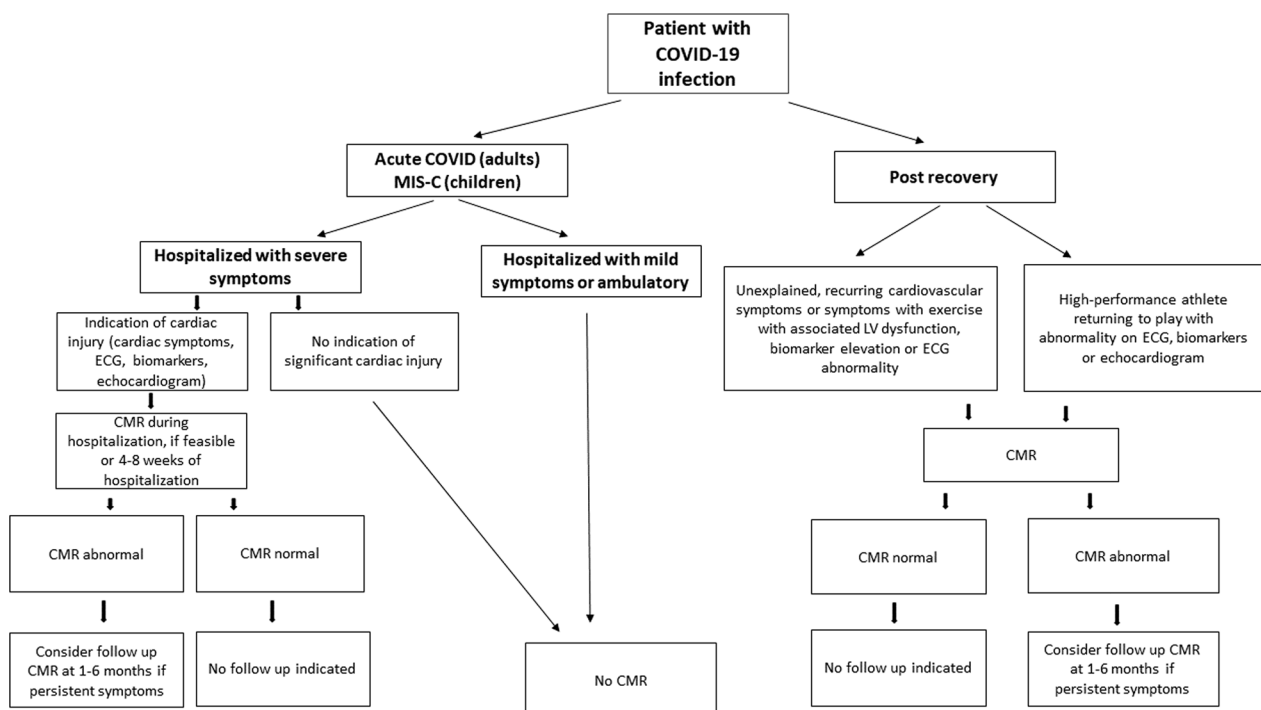 Patient with
COVID-19
infection
Acute COVID (adults)
MIS-C (children)
Post recovery
Hospitalized with severe
symptoms
Hospitalized with mild
symptoms or ambulatory
Unexplained, recurring cardiovascular
symptoms or symptoms with exercise
with associated LV dysfunction,
biomarker elevation or ECG
abnormality
High-performance athlete
returning to play with
abnormality on ECG, biomarkers
or echocardiogram
Indication of cardiac
injury (cardiac symptoms,
ECG, biomarkers,
echocardiogram)
No indication of
significant cardiac injury
CMR during
hospitalization, if feasible
or 4-8 weeks of
hospitalization
CMR
CMR abnormal
CMR normal
CMR normal
CMR abnormal
Consider follow up
CMR at 1-6 months if
persistent symptoms
No follow up indicated
No CMR
No follow up indicated
Consider follow up CMR
at 1-6 months if
persistent symptoms